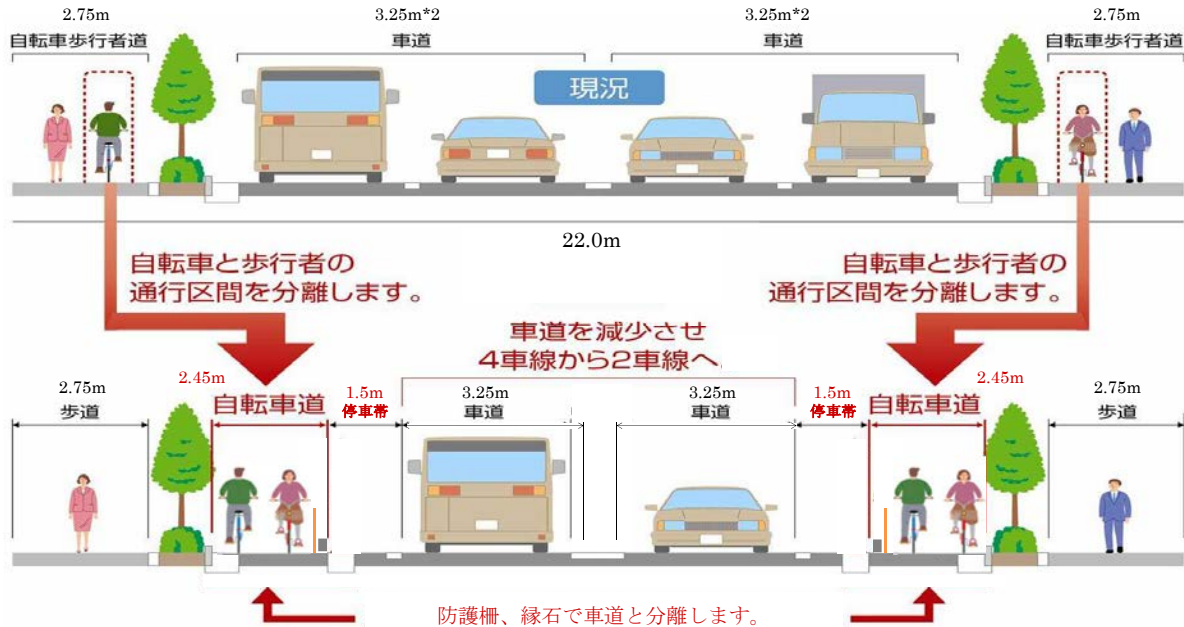 2.75m
3.25m*2
3.25m*2
2.75m
自転車歩行者道
車道
車道
自転車歩行者道
現況
22.0m
自転車と歩行者の
通行区間を分離します。
自転車と歩行者の
通行区間を分離します。
車道を減少させ
4車線から2車線へ
2.75m
2.45m
1.5m
3.25m
3.25m
1.5m
2.45m
2.75m
歩道
自転車道
停車帯
車道
車道
停車帯
自転車道
歩道
防護柵、縁石で車道と分離します。